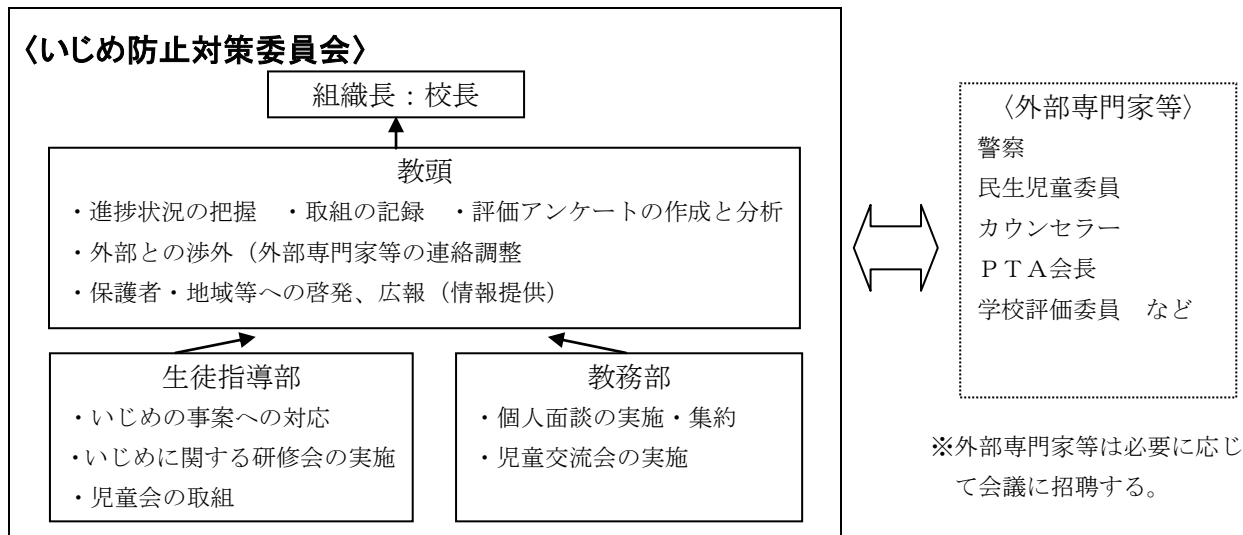 〈いじめ防止対策委員会〉
組織長：校長
教頭
・進捗状況の把握　・取組の記録　・評価アンケートの作成と分析
・外部との渉外（外部専門家等の連絡調整
・保護者・地域等への啓発、広報（情報提供）
生徒指導部
・いじめの事案への対応
・いじめに関する研修会の実施
・児童会の取組
教務部
・個人面談の実施・集約
・児童交流会の実施
〈外部専門家等〉
警察
民生児童委員
カウンセラー
ＰＴＡ会長
学校評価委員　など
※外部専門家等は必要に応じ
て会議に招聘する。